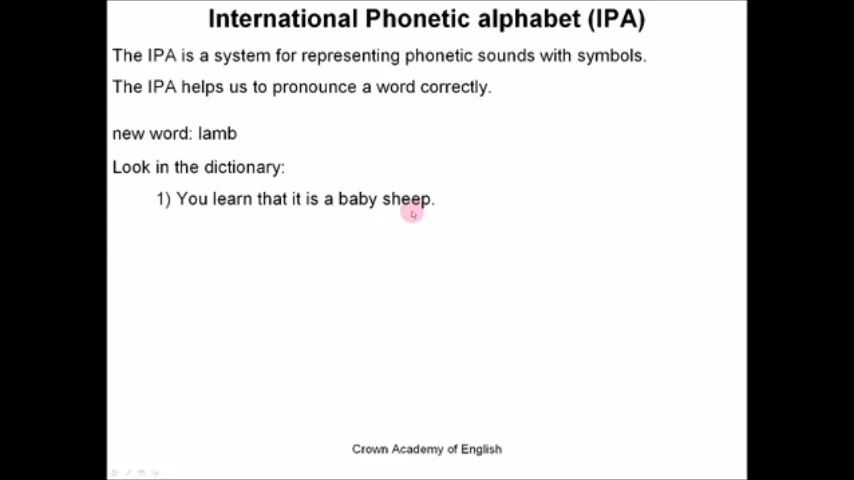 International Phonetic alphabet (IPA)
The IPA is a system for representing phonetic sounds with symbols.
The IPA helps us to pronounce a word correctly.
new word: lamb
Look in the dictionary:
1) You learn that it is a baby sheep.
Crown Academy of English